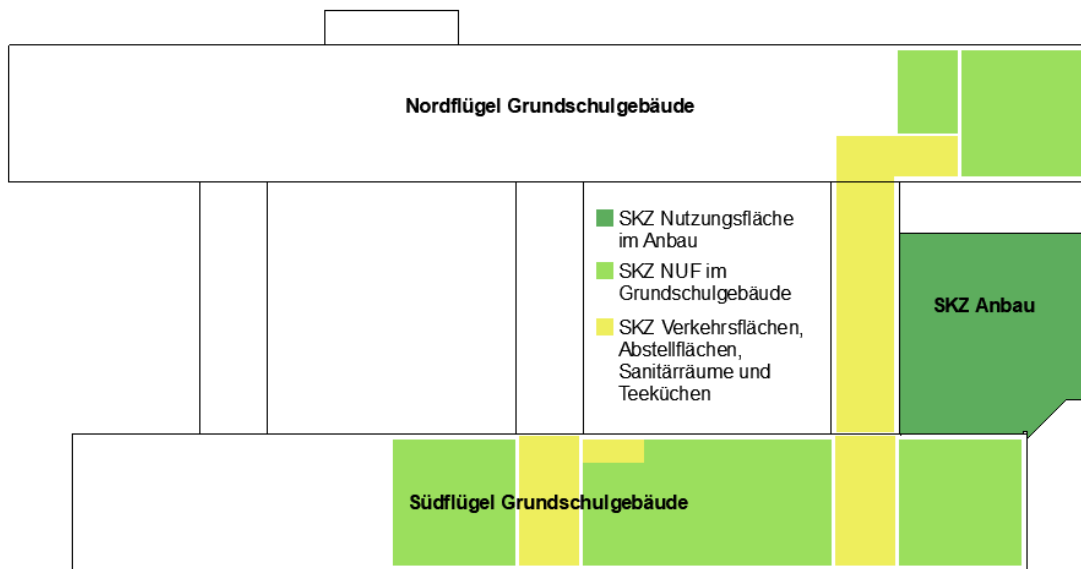 Nordflügel Grundschulgebäude
SKZ Nutzungsfläche
im Anbau
SKZ NUF im
Grundschulgebäude
SKZ Verkehrsflächen,
Abstellflächen,
Sanitärräume und
Teeküchen
SKZ Anbau
Südflügel Grundschulgebäude